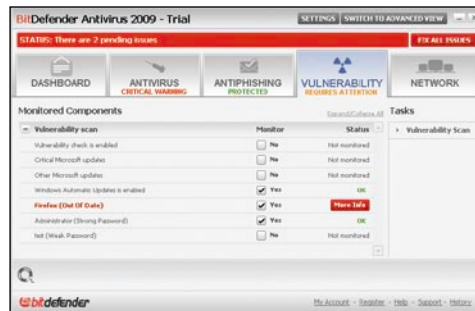 BitDefender Antivirus 2009 - Trial
SETTINGS SWITCH TO ADVANCED VIEW
STATUS: There are 2 pending issues
FIX ALL ISSUES
DASHBOARD
ANTIVIRUS
CRITICAL WARNING
ANTIPHISHING
PROTECTED
VULNERABILITY
REQUIRES ATTENTION
NETWORK
Monitored Components
Expand/Collapse All
Tasks
Vulnerability scan Monitor Status
Vulnerability Scan
Vulnerability check is enabled No Not monitored
Critical Microsoft updates No Not monitored
Other Microsoft updates No Not monitored
Windows Automatic Updates is enabled Yes OK
Firefox (Out Of Date) Yes More Info
Administrator (Strong Password) Yes OK
(Weak Password) No Not monitored
bitdefender
My Account - Register - Help - Support - History